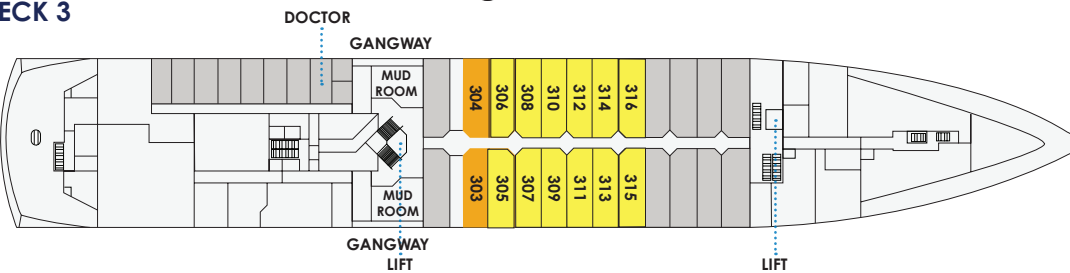 ECK 3
DOCTOR
GANGWAY
MUD
ROOM
304
306
308
310
312
314
316
303
305
307
309
311
313
315
MUD
ROOM
GANGWAY
LIFT
LIFT